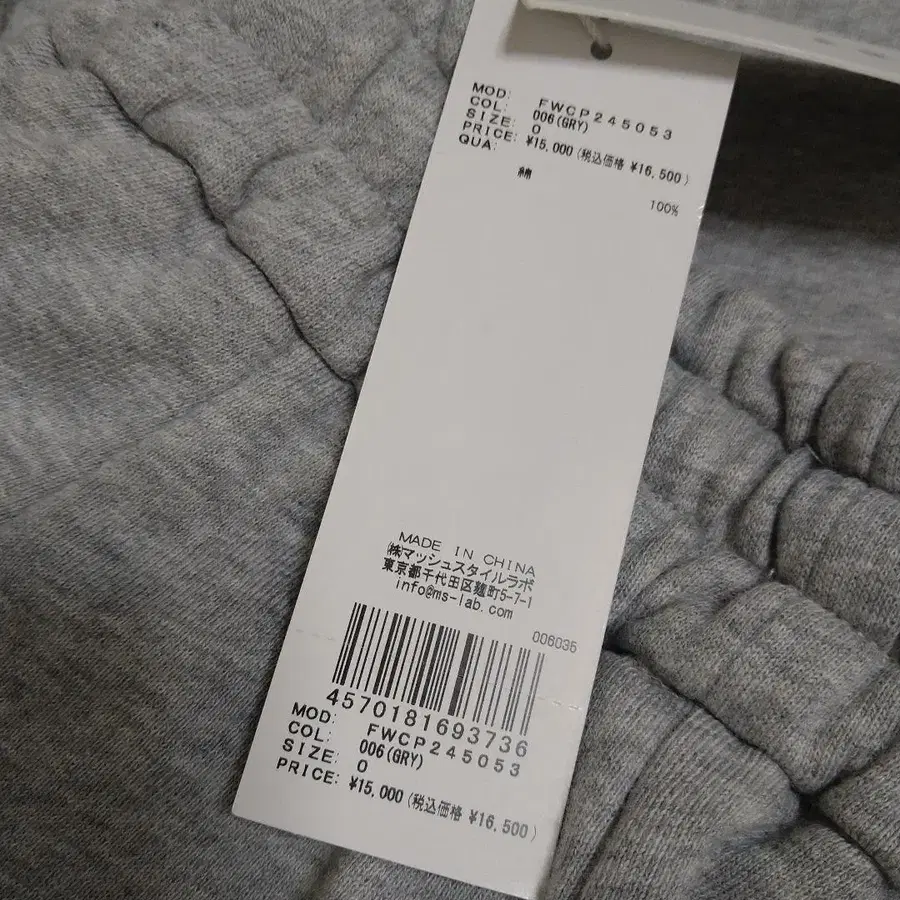 MOD: FWCP245053
COL: 006(GRY)
SIZE: 0
PRICE: ¥15,000 (税込価格 ¥16,500)
QUA:
綿 100%
MADE IN CHINA
㈱マッシュスタイルラボ
東京都千代田区麹町5-7-1
info@ms-lab.com
006035
4570181693736
MOD: FWCP245053
COL: 006(GRY)
SIZE: 0
PRICE: ¥15,000 (税込価格 ¥16,500)